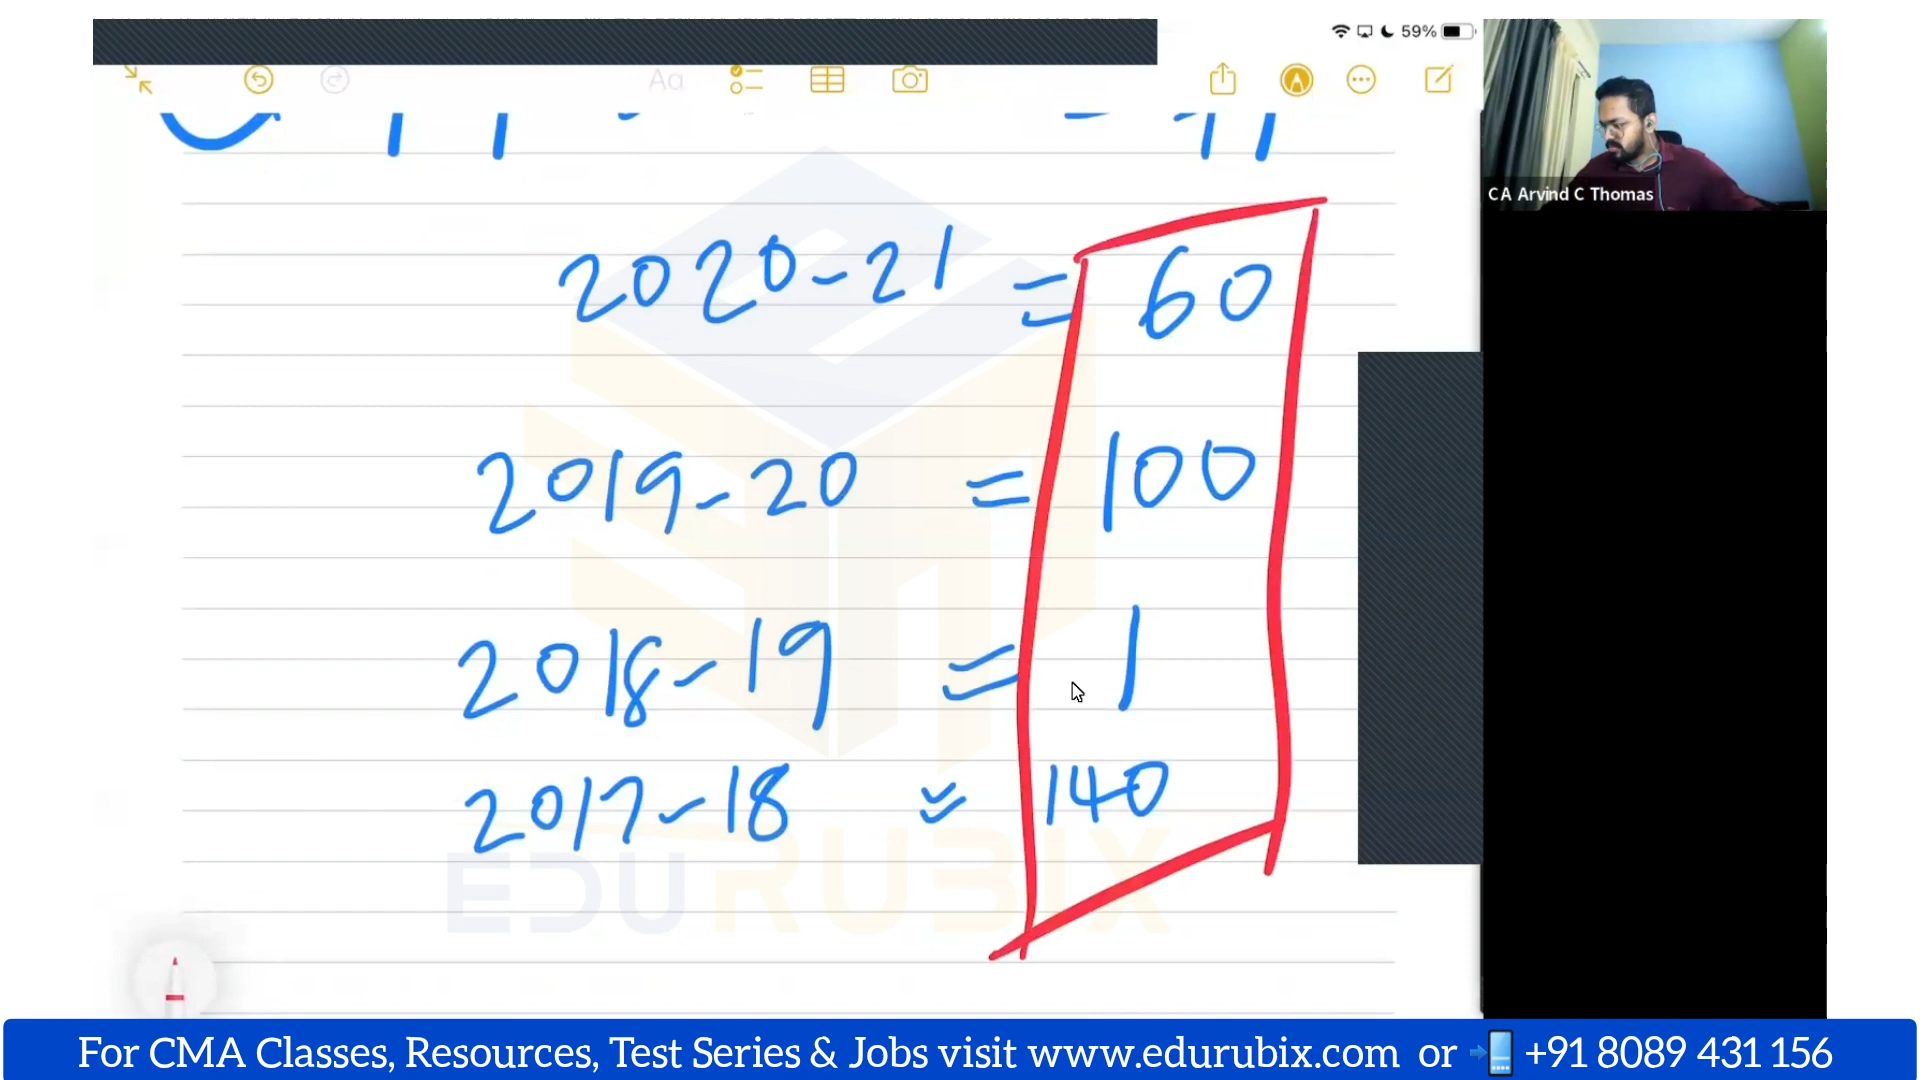 59%
Aa
CA Arvind C Thomas
2020-21 = 60
2019-20 = 100
2018-19 = 1
2017-18 = 140
EDURUBIX
For CMA Classes, Resources, Test Series & Jobs visit www.edurubix.com or +91 8089 431 156